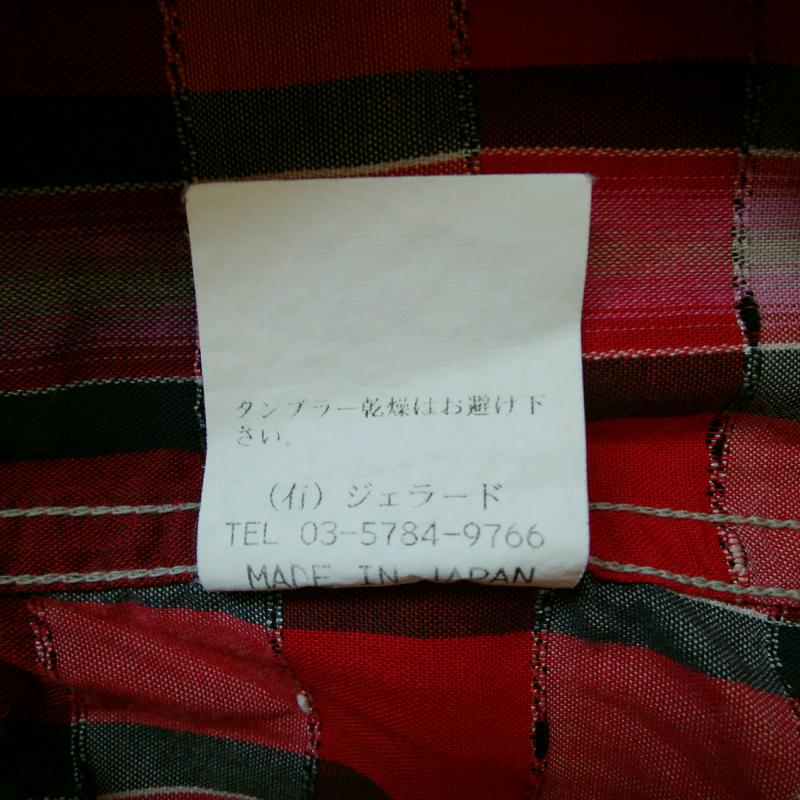 タンブラー乾燥はお避け下
さい。
（有）ジェラード
TEL 03-5784-9766
MADE IN JAPAN